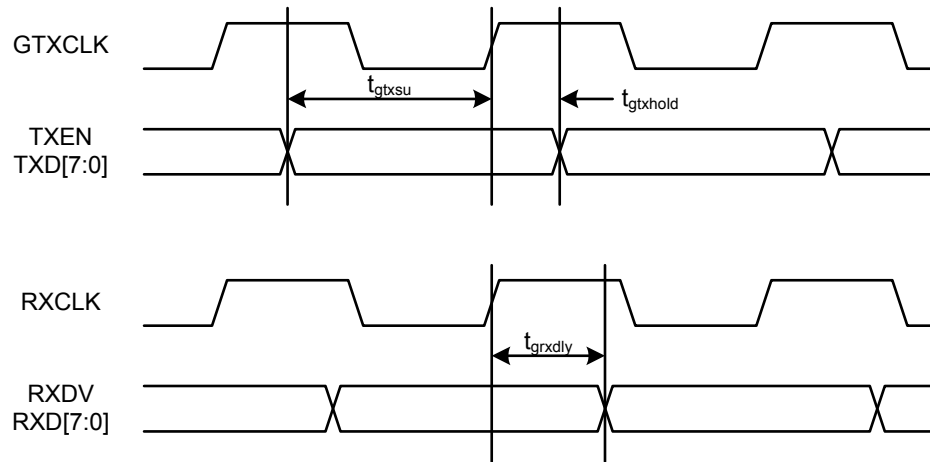 GTXCLK
t_gtxsu
t_gtxhold
TXEN
TXD[7:0]
RXCLK
t_grxdly
RXDV
RXD[7:0]